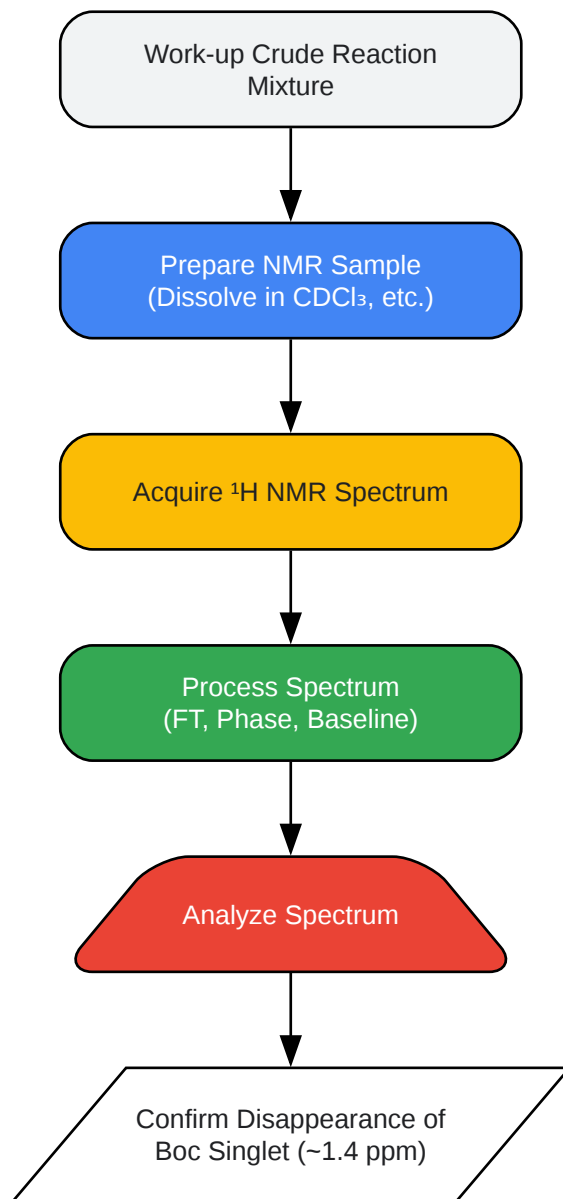 Work-up Crude Reaction
Mixture
Prepare NMR Sample
(Dissolve in CDCl₃, etc.)
Acquire ¹H NMR Spectrum
Process Spectrum
(FT, Phase, Baseline)
Analyze Spectrum
Confirm Disappearance of
Boc Singlet (~1.4 ppm)